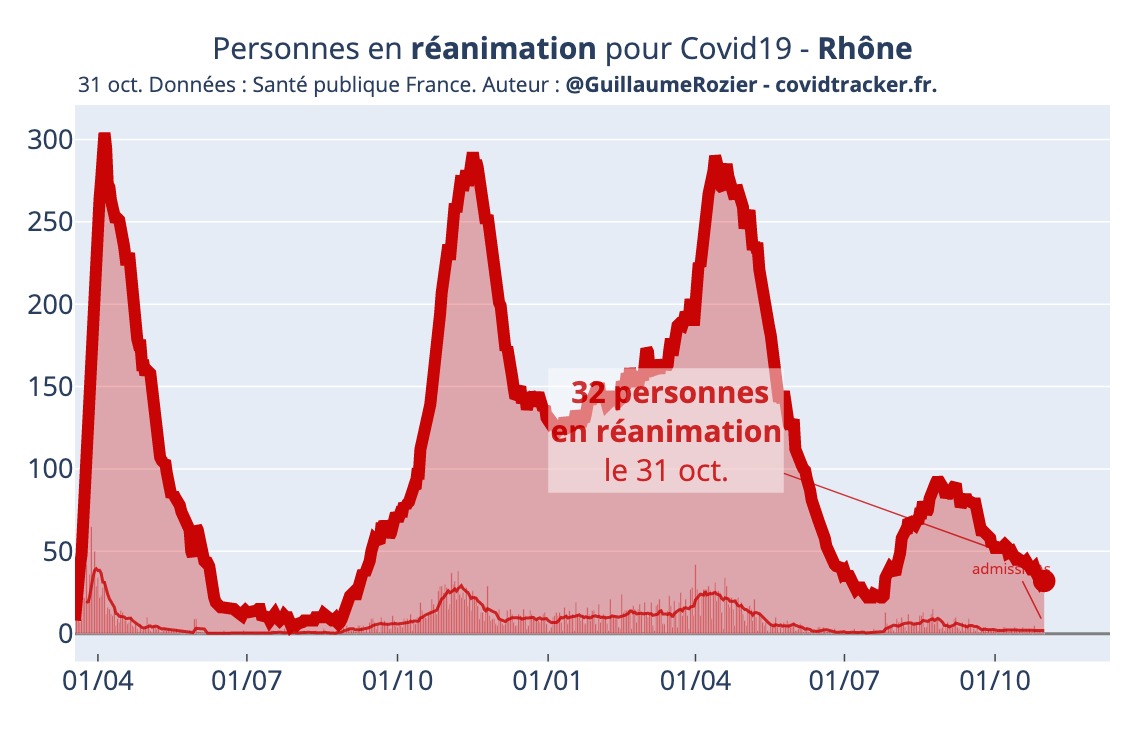 Personnes en réanimation pour Covid19 - Rhône
31 oct. Données : Santé publique France. Auteur : @GuillaumeRozier - covidtracker.fr.
300
250
200
150
100
50
0
32 personnes
en réanimation
le 31 oct.
admissions
01/04
01/07
01/10
01/01
01/04
01/07
01/10